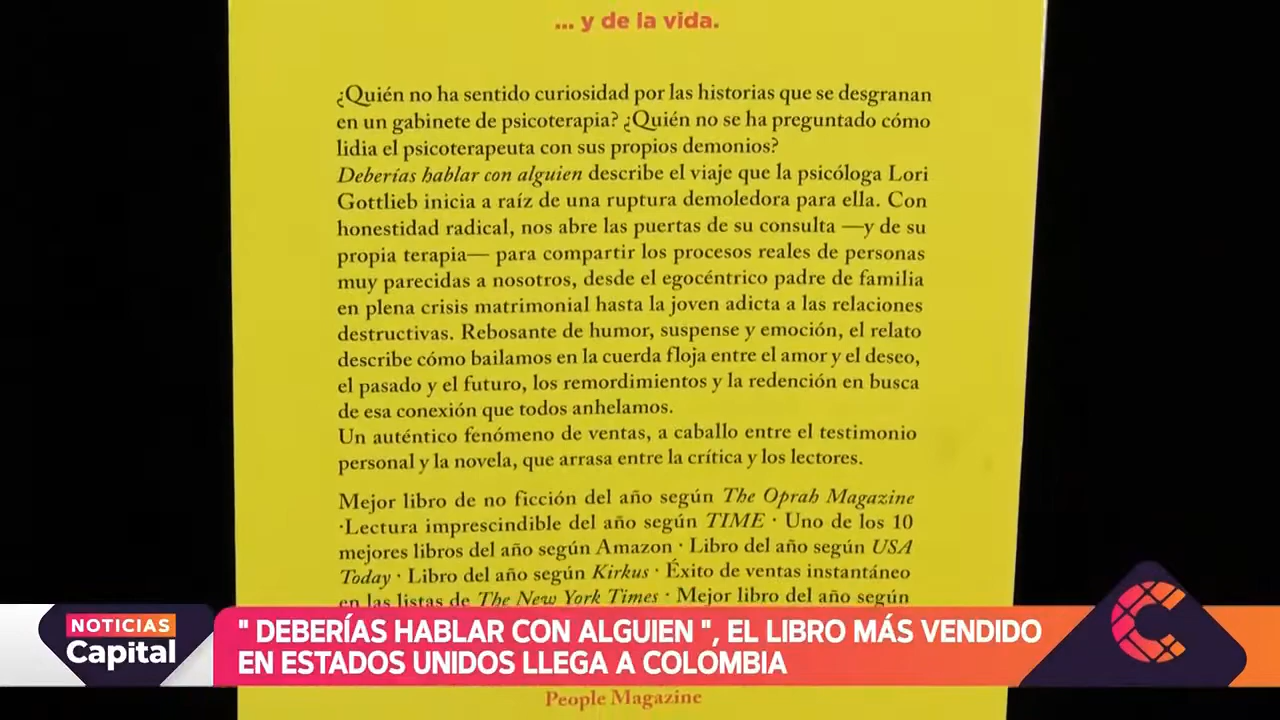 ... y de la vida.
¿Quién no ha sentido curiosidad por las historias que se desgranan
en un gabinete de psicoterapia? ¿Quién no se ha preguntado cómo
lidia el psicoterapeuta con sus propios demonios?
Deberías hablar con alguien describe el viaje que la psicóloga Lori
Gottlieb inicia a raíz de una ruptura demoledora para ella. Con
honestidad radical, nos abre las puertas de su consulta —y de su
propia terapia— para compartir los procesos reales de personas
muy parecidas a nosotros, desde el egocéntrico padre de familia
en plena crisis matrimonial hasta la joven adicta a las relaciones
destructivas. Rebosante de humor, suspense y emoción, el relato
describe cómo bailamos en la cuerda floja entre el amor y el deseo,
el pasado y el futuro, los remordimientos y la redención en busca
de esa conexión que todos anhelamos.
Un auténtico fenómeno de ventas, a caballo entre el testimonio
personal y la novela, que arrasa entre la crítica y los lectores.
Mejor libro de no ficción del año según The Oprah Magazine
·Lectura imprescindible del año según TIME · Uno de los 10
mejores libros del año según Amazon · Libro del año según USA
Today · Libro del año según Kirkus · Éxito de ventas instantáneo
en las listas de The New York Times · Mejor libro del año según
NOTICIAS
Capital
" DEBERÍAS HABLAR CON ALGUIEN ", EL LIBRO MÁS VENDIDO
EN ESTADOS UNIDOS LLEGA A COLOMBIA
People Magazine